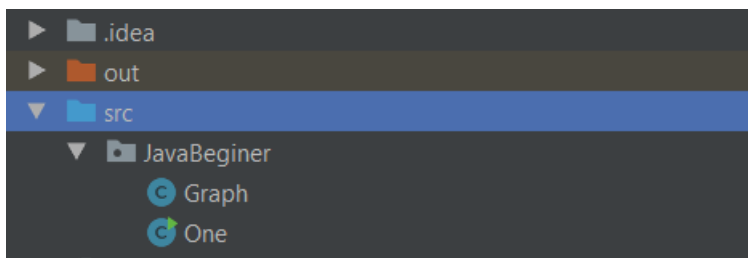 .idea
out
src
JavaBeginer
Graph
One